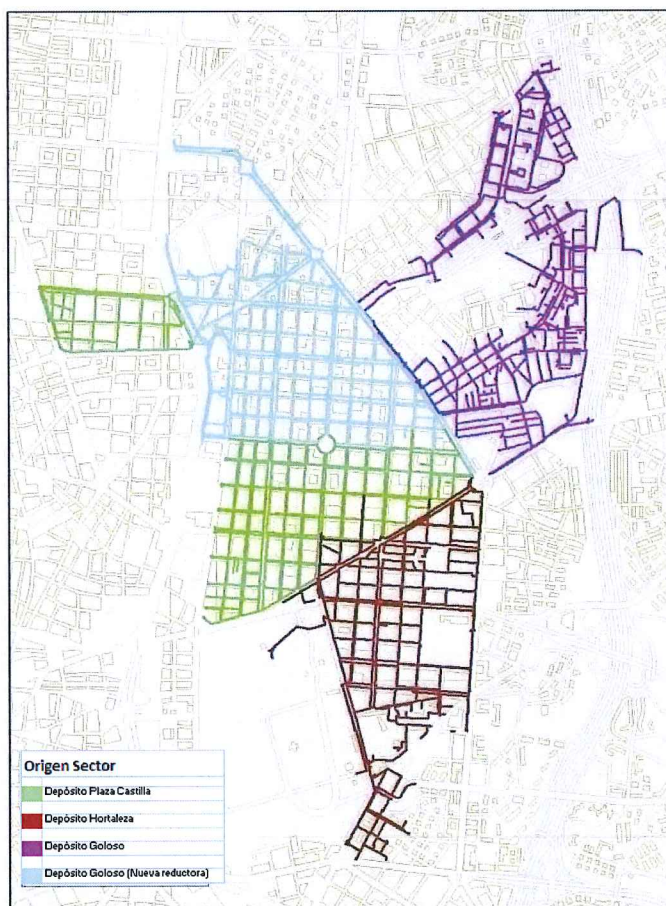 Origen Sector
Depósito Plaza Castilla
Depósito Hortaleza
Depósito Goloso
Depósito Goloso (Nueva reductora)